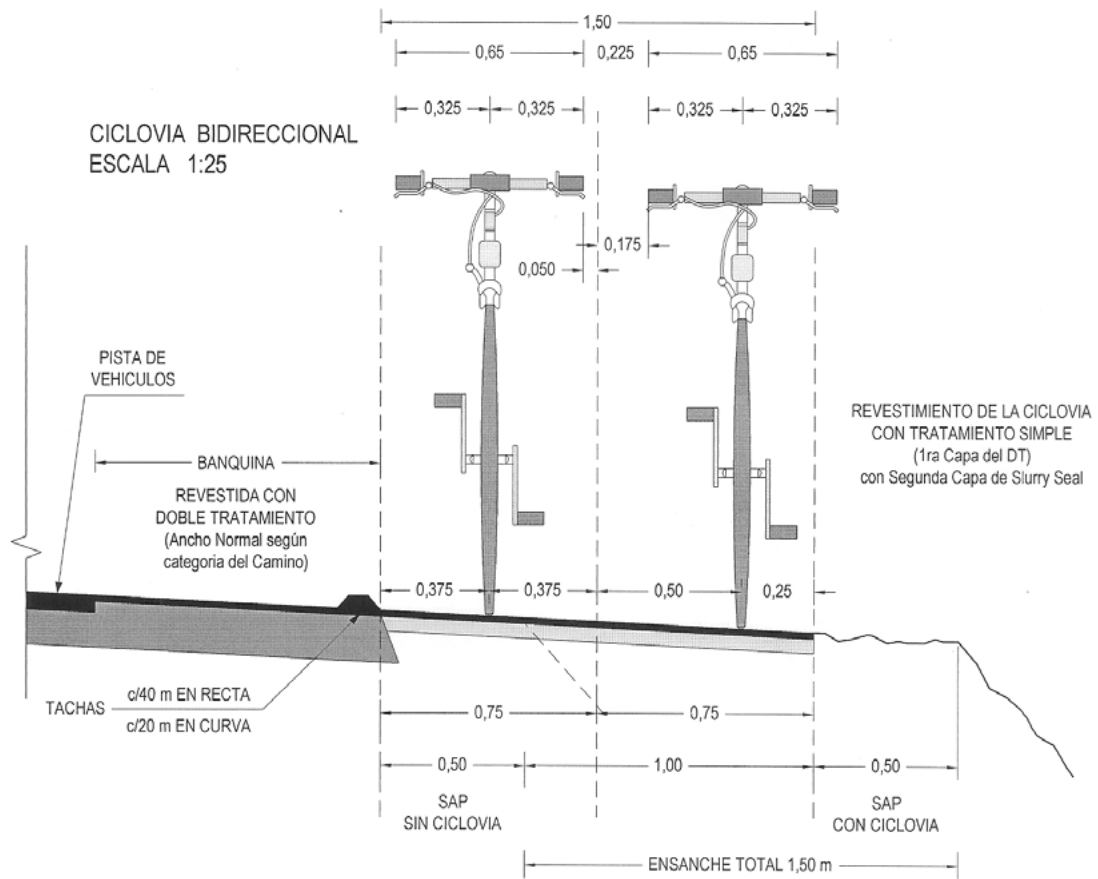 1,50
0,65
0,225
0,65
0,325
0,325
0,325
0,325
CICLOVIA BIDIRECCIONAL
ESCALA 1:25
0,175
0,050
PISTA DE
VEHICULOS
BANQUINA
REVESTIDA CON
DOBLE TRATAMIENTO
(Ancho Normal según
categoria del Camino)
REVESTIMIENTO DE LA CICLOVIA
CON TRATAMIENTO SIMPLE
(1ra Capa del DT)
con Segunda Capa de Slurry Seal
0,375
0,375
0,50
0,25
TACHAS
c/40 m EN RECTA
c/20 m EN CURVA
0,75
0,75
0,50
1,00
0,50
SAP
SIN CICLOVIA
SAP
CON CICLOVIA
ENSANCHE TOTAL 1,50 m